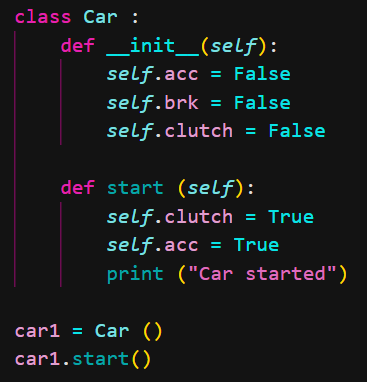 class Car :
    def __init__(self):
        self.acc = False
        self.brk = False
        self.clutch = False

    def start (self):
        self.clutch = True
        self.acc = True
        print ("Car started")

car1 = Car ()
car1.start()